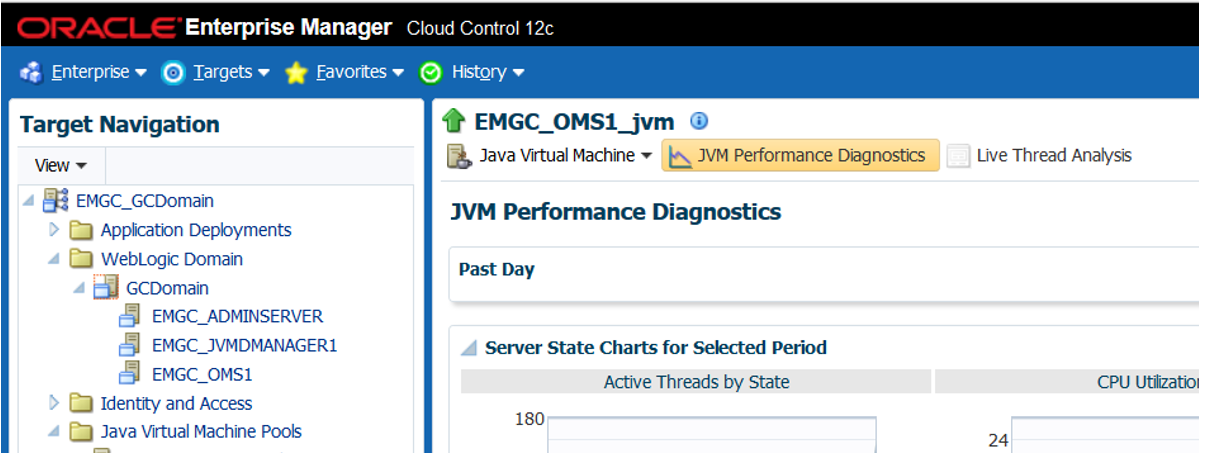 ORACLE Enterprise Manager Cloud Control 12c
Enterprise Targets Favorites History
Target Navigation
View
EMGC_GCDomain
Application Deployments
WebLogic Domain
GCDomain
EMGC_ADMINSERVER
EMGC_JVMDMANAGER1
EMGC_OMS1
Identity and Access
Java Virtual Machine Pools
EMGC_OMS1_jvm
Java Virtual Machine JVM Performance Diagnostics Live Thread Analysis
JVM Performance Diagnostics
Past Day
Server State Charts for Selected Period
Active Threads by State CPU Utilization
180
24